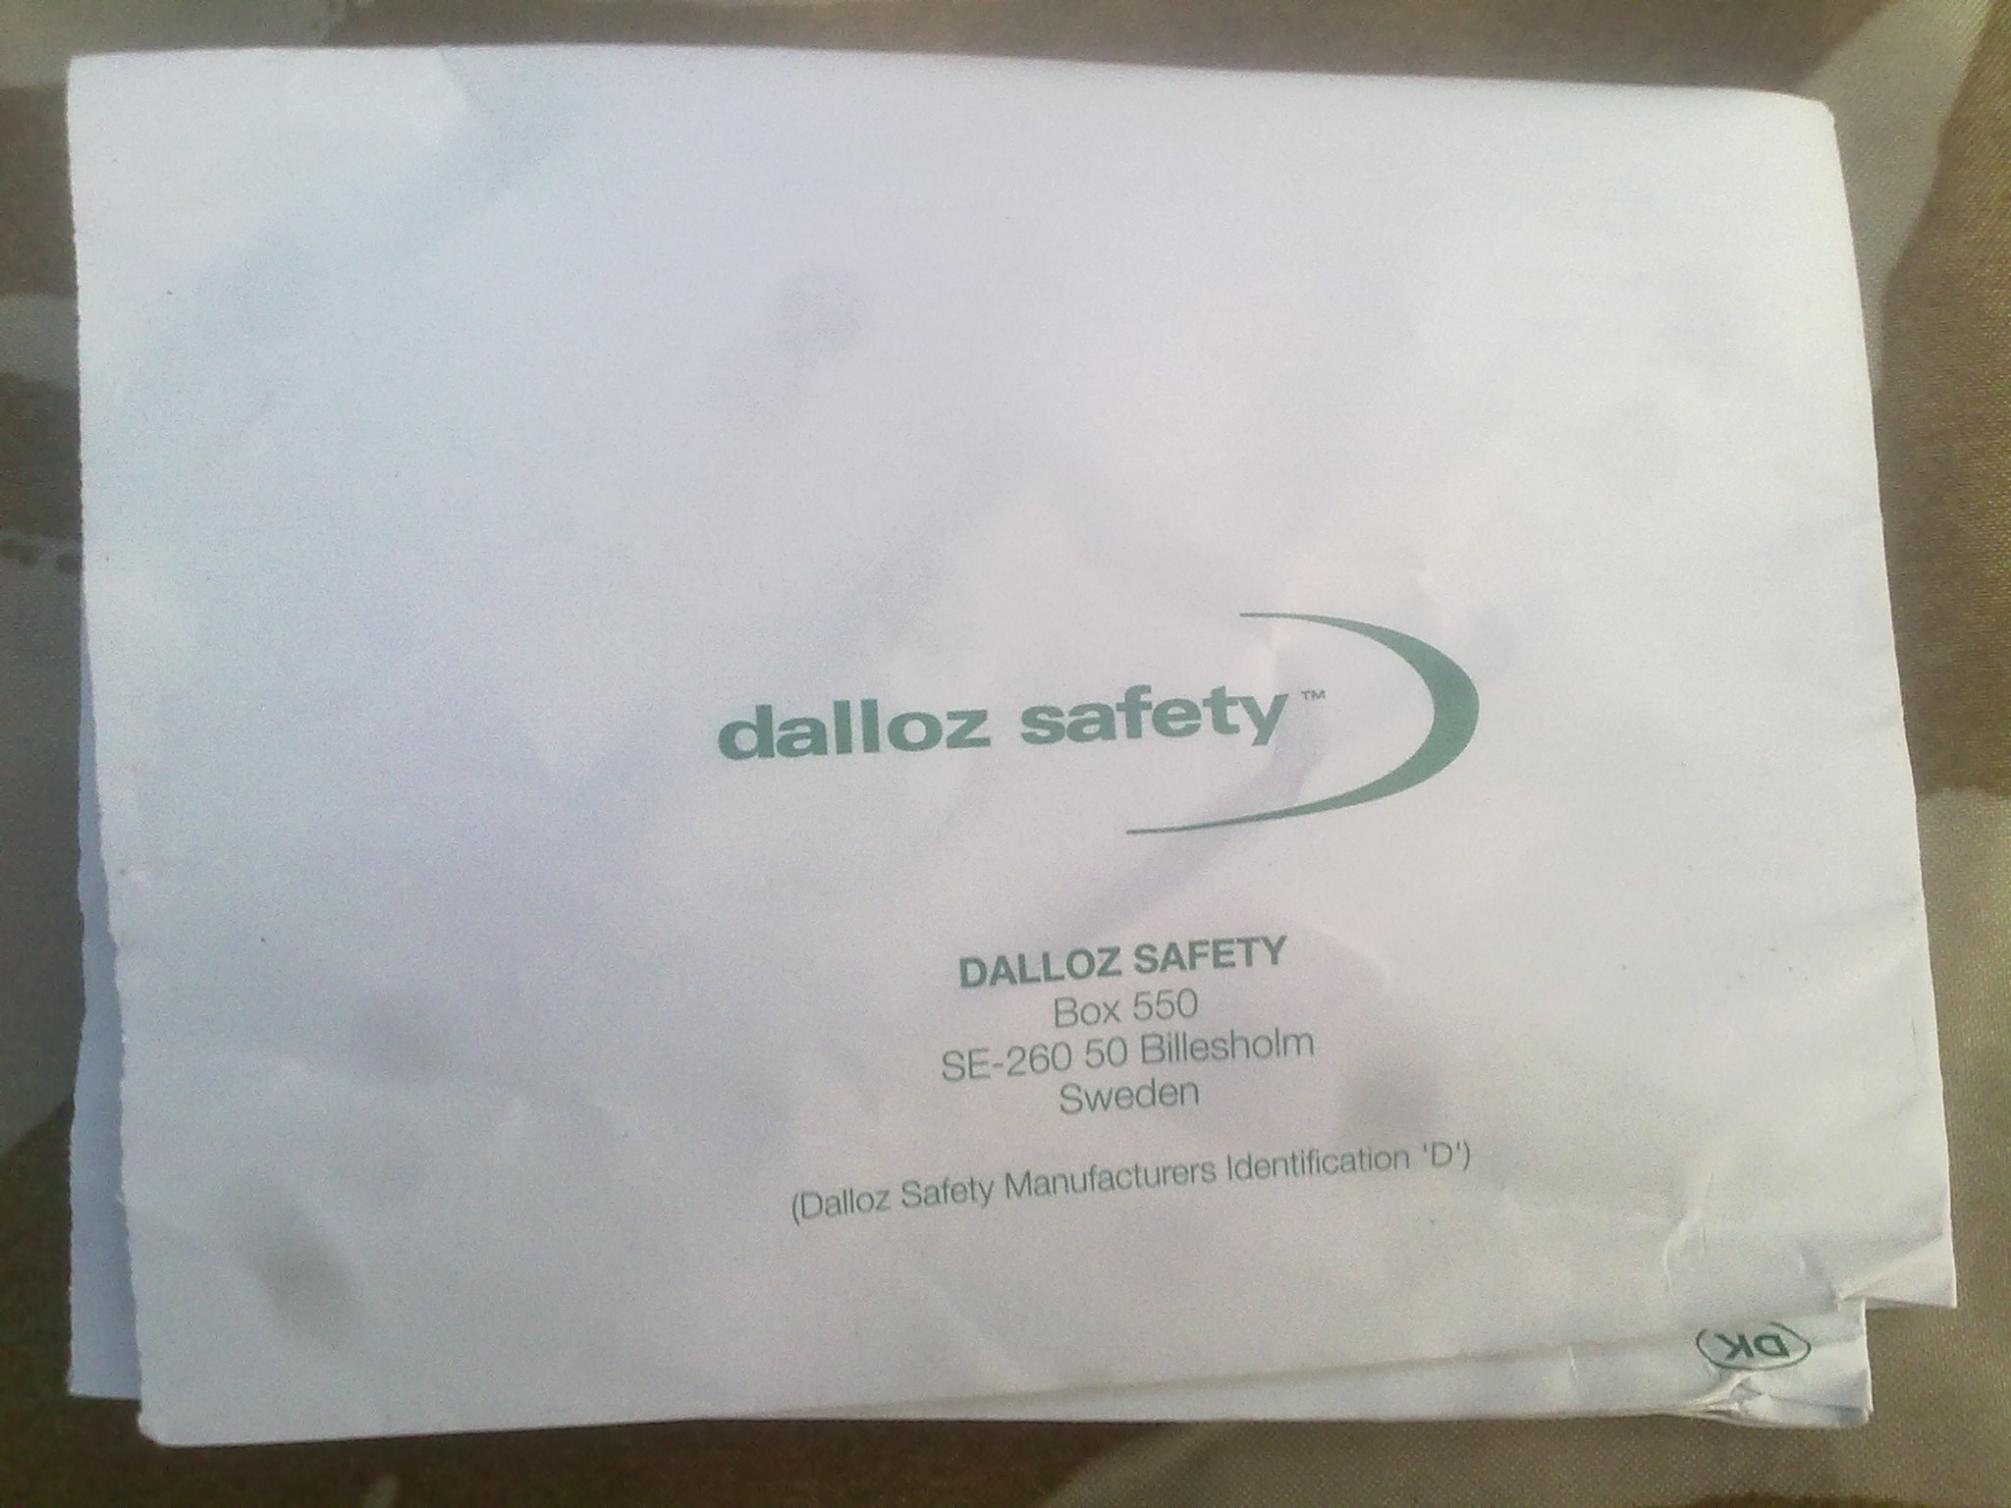 dalloz safety™
DALLOZ SAFETY
Box 550
SE-260 50 Billesholm
Sweden
(Dalloz Safety Manufacturers Identification 'D')
DK